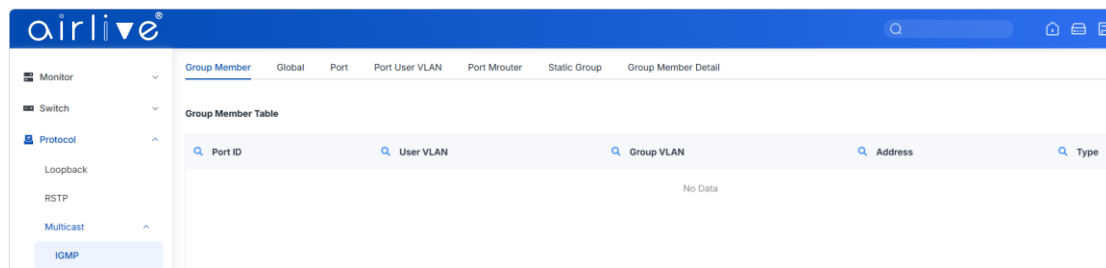 airlive®
Monitor
Switch
Protocol
Loopback
RSTP
Multicast
IGMP
Group Member Global Port Port User VLAN Port Mrouter Static Group Group Member Detail
Group Member Table
Port ID User VLAN Group VLAN Address Type
No Data